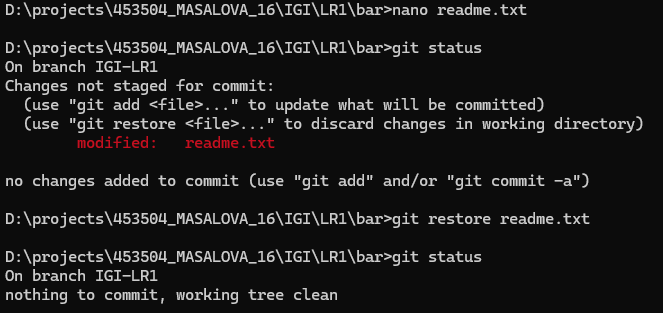 D:\projects\453504_MASALOVA_16\IGI\LR1\bar>nano readme.txt
D:\projects\453504_MASALOVA_16\IGI\LR1\bar>git status
On branch IGI-LR1
Changes not staged for commit:
  (use "git add <file>..." to update what will be committed)
  (use "git restore <file>..." to discard changes in working directory)
        modified:   readme.txt
no changes added to commit (use "git add" and/or "git commit -a")
D:\projects\453504_MASALOVA_16\IGI\LR1\bar>git restore readme.txt
D:\projects\453504_MASALOVA_16\IGI\LR1\bar>git status
On branch IGI-LR1
nothing to commit, working tree clean